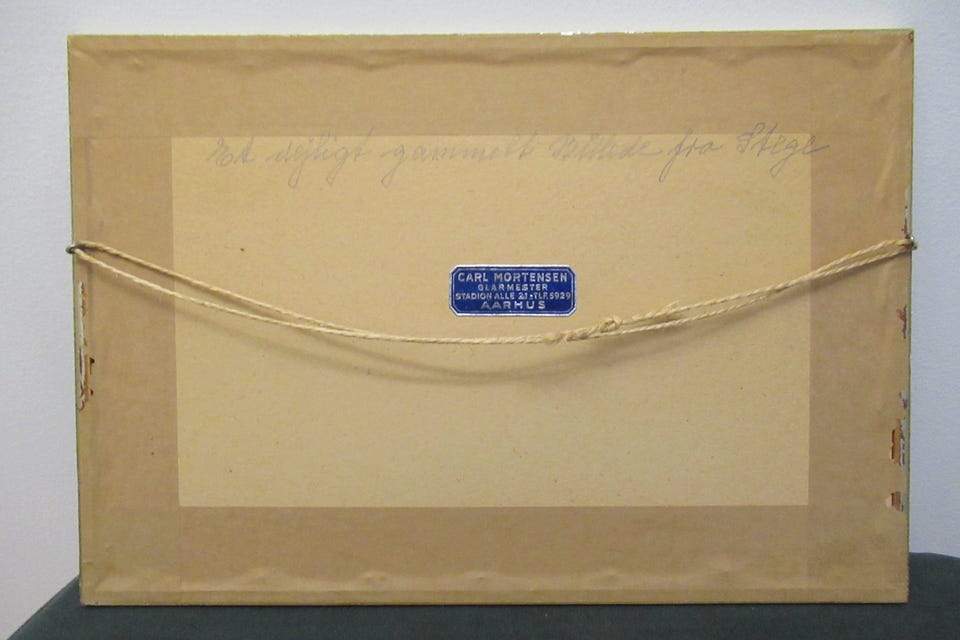 Et dejligt gammelt Billede fra Stege
CARL MORTENSEN
GLARMESTER
STADION ALLE 21•TLF.5929
AARHUS